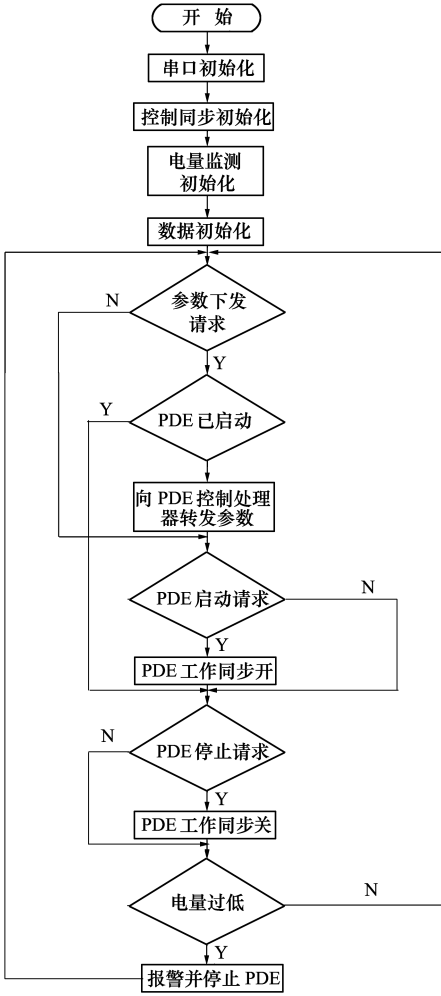 开 始
串口初始化
控制同步初始化
电量监测
初始化
数据初始化
N
参数下发
请求
Y
Y
PDE 已启动
向 PDE 控制处理
器转发参数
PDE 启动请求
N
Y
PDE 工作同步开
N
PDE 停止请求
Y
PDE 工作同步关
电量过低
N
Y
报警并停止 PDE